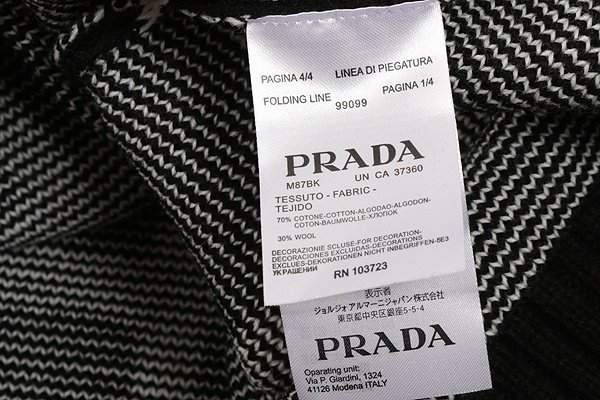 PAGINA 4/4 LINEA DI PIEGATURA
FOLDING LINE 99099 PAGINA 1/4
PRADA
M87BK UN CA 37360
TESSUTO - FABRIC -
TEJIDO
70% COTONE-COTTON-ALGODAO-ALGODON-
COTON-BAUMWOLLE-ХЛОПОК
30% WOOL
DECORAZIONIE SCLUSE-FOR DECORATION-
DECORACIONES EXCLUIDAS-DECORATIONS
EXCLUES-DEKORATIONEN NICHT INBEGRIFFEN-БЕЗ
УКРАШЕНИИ RN 103723
表示者
ジョルジォ アルマーニジャパン株式会社
東京都中央区銀座5-5-4
PRADA
Oparating unit:
Via P. Giardini, 1324
41126 Modena ITALY